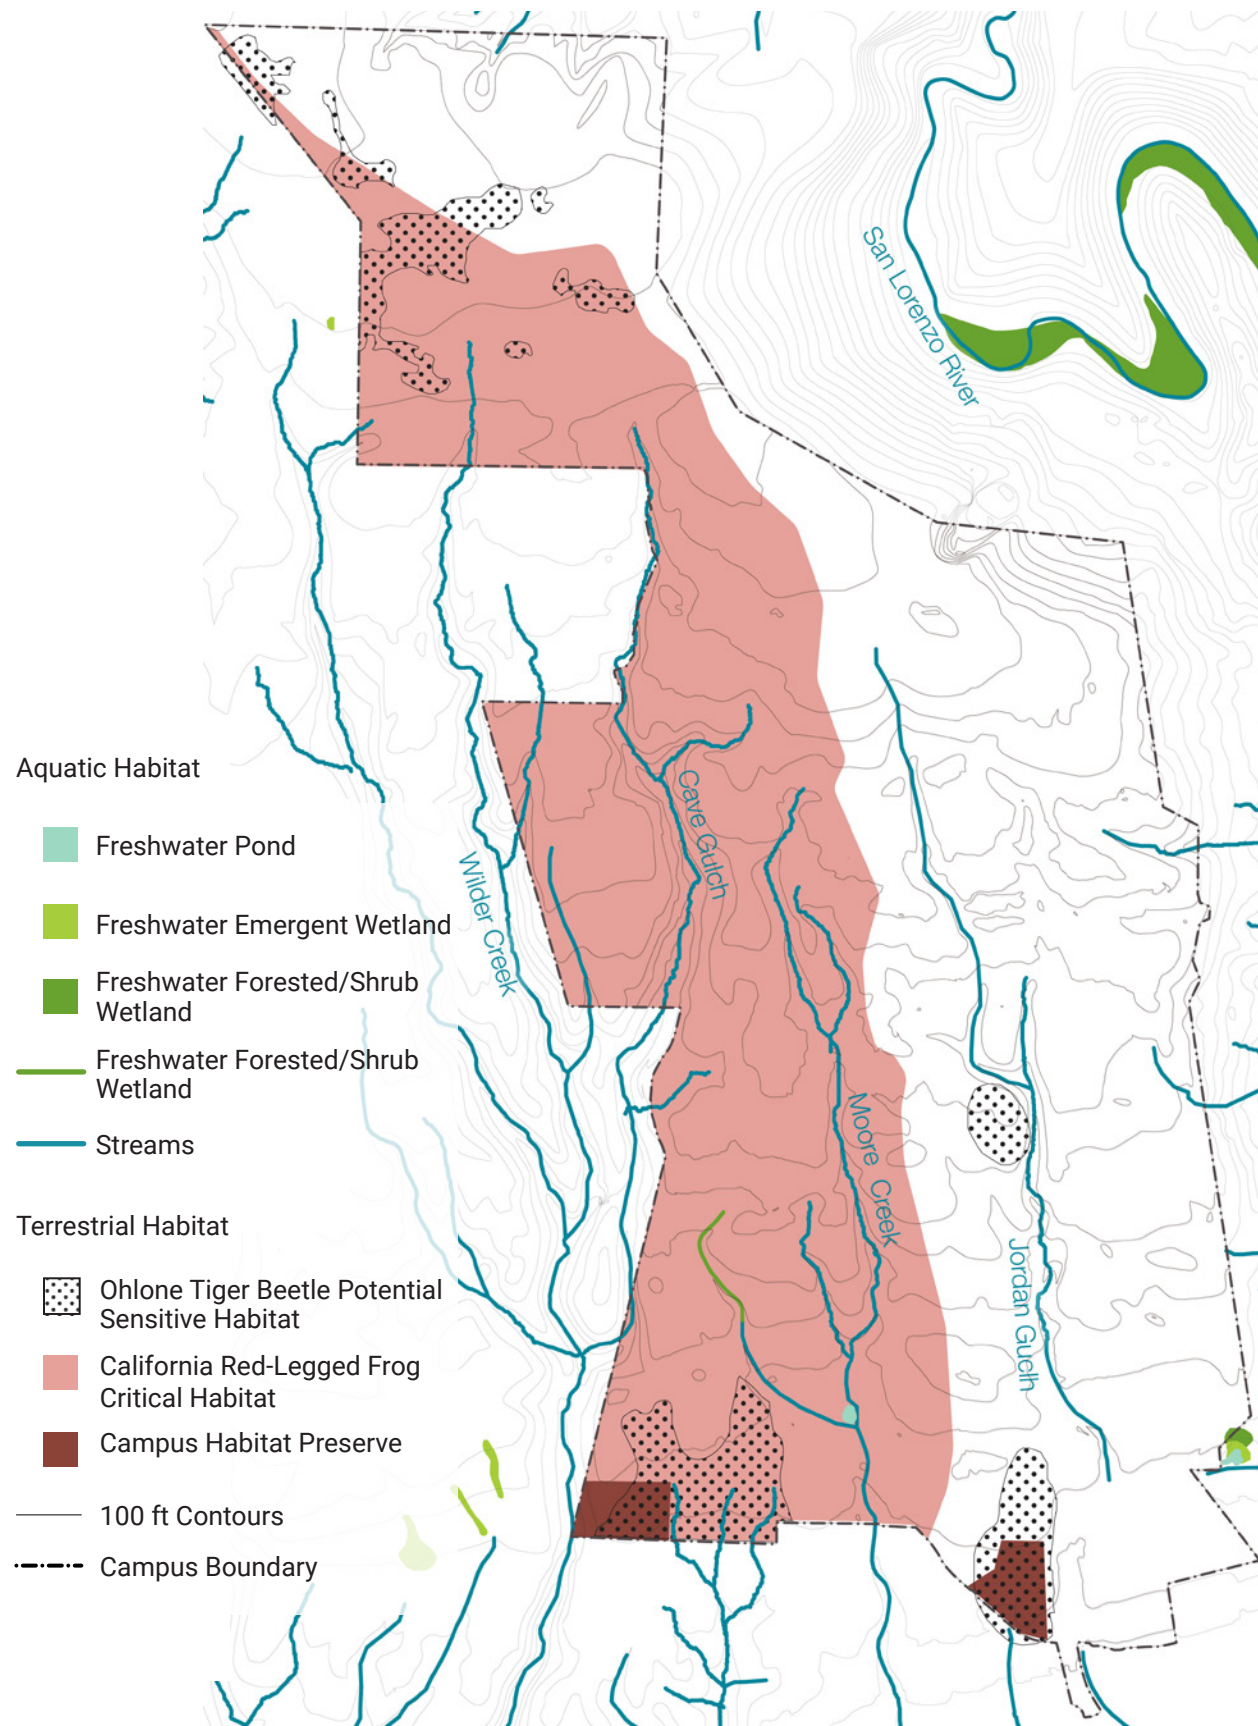 San Lorenzo River
Aquatic Habitat
Freshwater Pond
Freshwater Emergent Wetland
Freshwater Forested/Shrub
Wetland
Freshwater Forested/Shrub
Wetland
Streams
Terrestrial Habitat
Ohlone Tiger Beetle Potential
Sensitive Habitat
California Red-Legged Frog
Critical Habitat
Campus Habitat Preserve
100 ft Contours
Campus Boundary
Cave Gulch
Wilder Creek
Moore Creek
Jordan Guclh